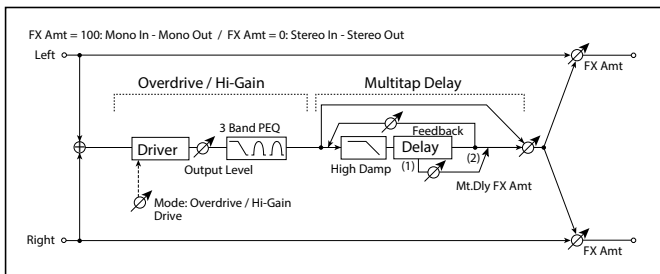 FX Amt = 100: Mono In - Mono Out / FX Amt = 0: Stereo In - Stereo Out
Left
FX Amt
Overdrive / Hi-Gain
Multitap Delay
3 Band PEQ
Feedback
Driver
Delay
Output Level
High Damp
(1)
(2)
Mt.Dly FX Amt
Mode: Overdrive / Hi-Gain
Drive
Right
FX Amt